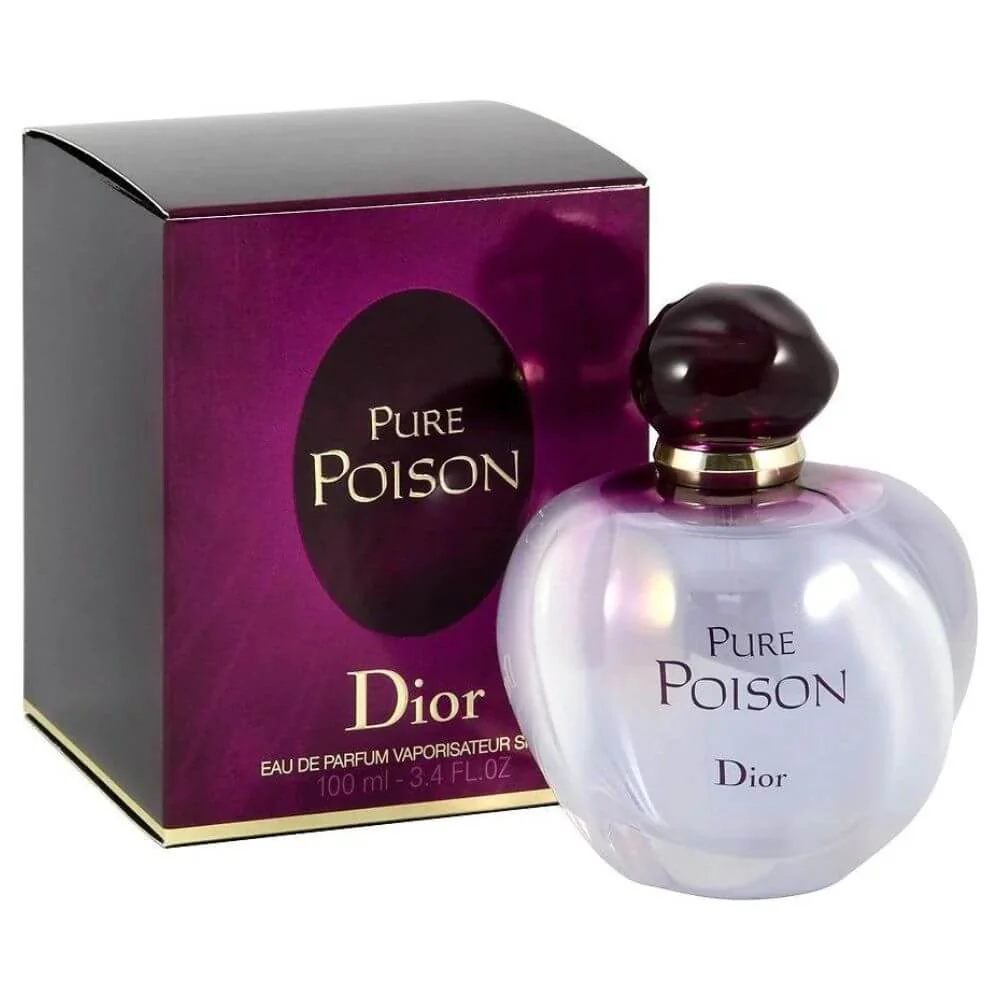 PURE
POISON
Dior
EAU DE PARFUM VAPORISATEUR
100 ml - 3.4 FL.OZ
PURE
POISON
Dior